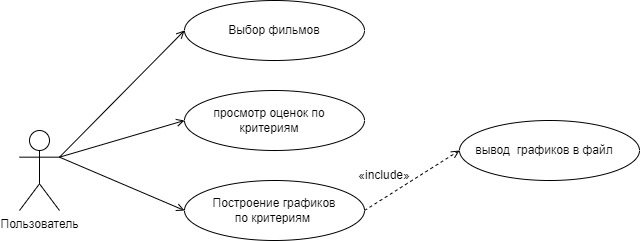 Выбор фильмов
просмотр оценок по
критериям
вывод графиков в файл
«include»
Построение графиков
по критериям
Пользователь